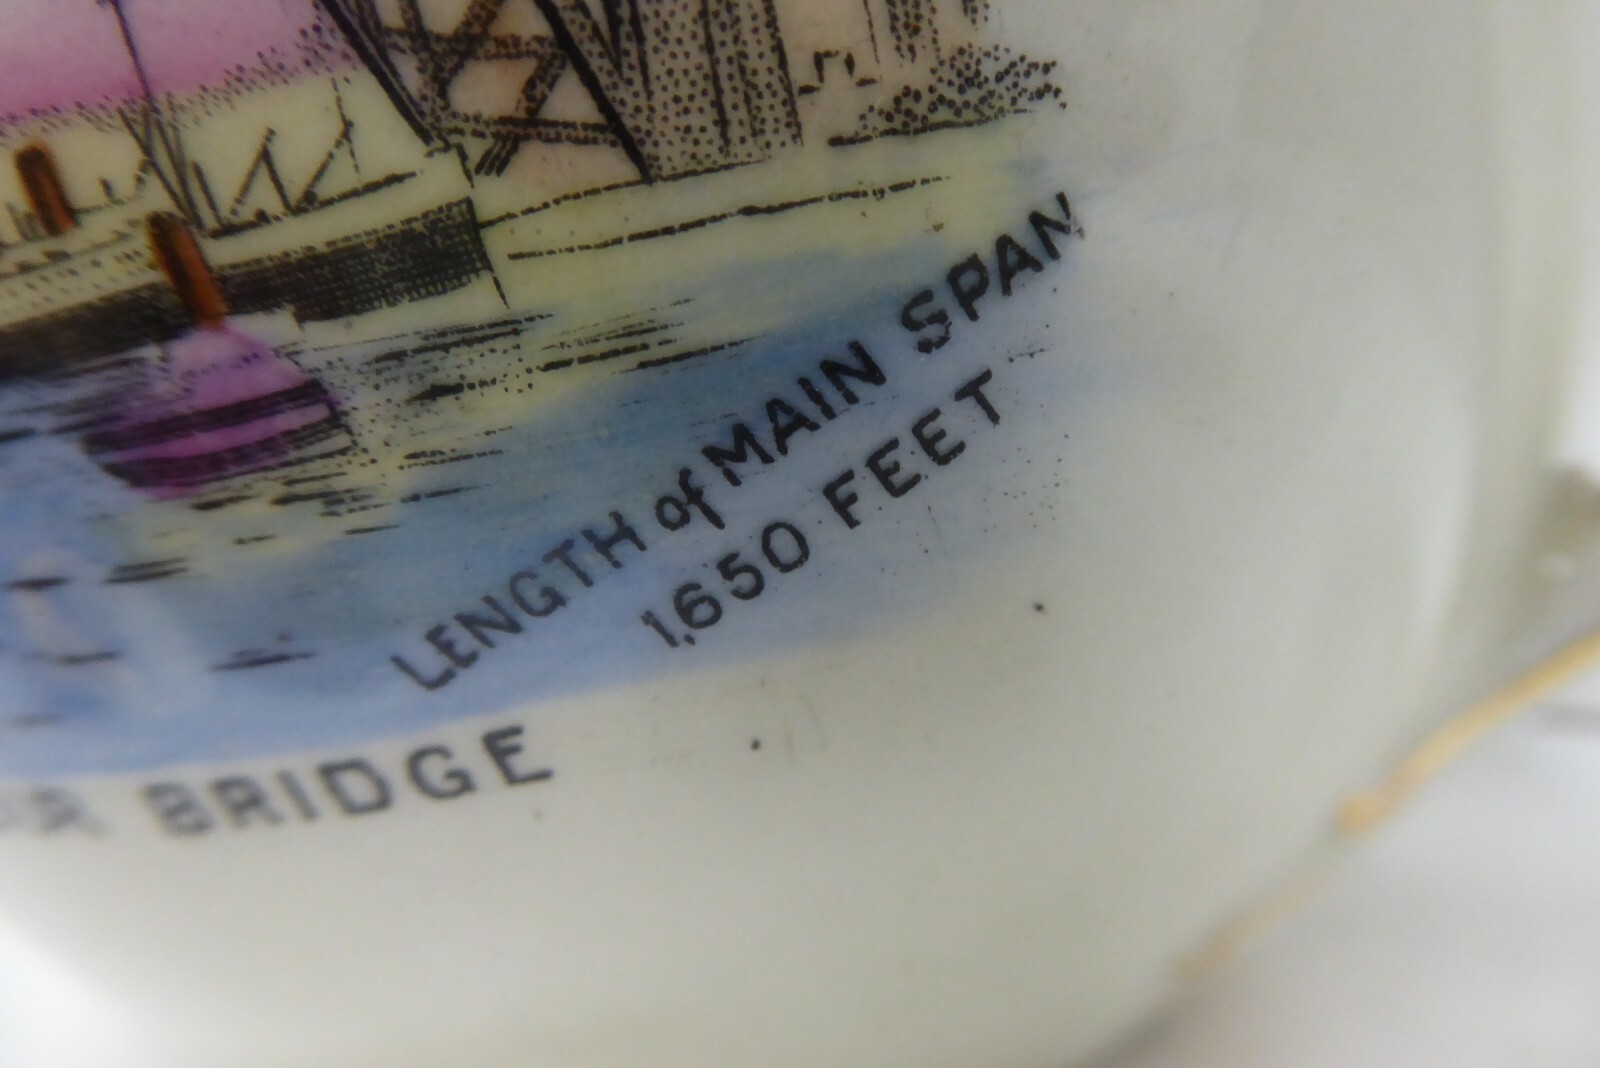 LENGTH of MAIN SPAN
1,650 FEET
BRIDGE